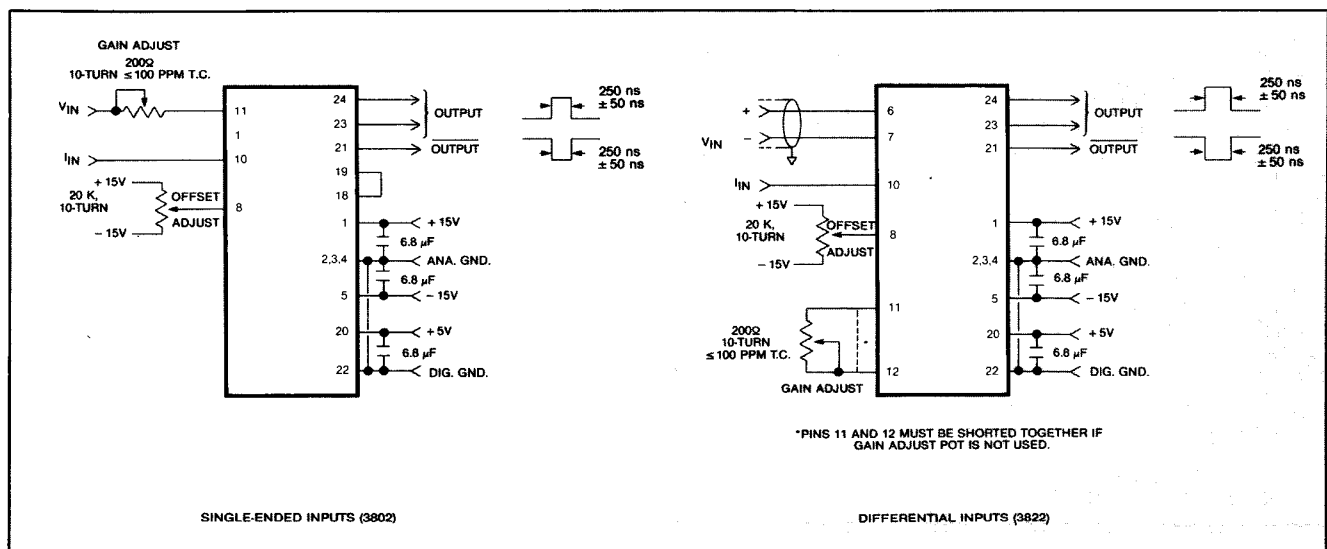 GAIN ADJUST
200Ω
10-TURN ≤ 100 PPM T.C.
VIN
11
1
IIN
10
+ 15V
20 K,
10-TURN
OFFSET
ADJUST
8
- 15V
24
23
OUTPUT
21
OUTPUT
19
18
1
+ 15V
6.8 µF
2,3,4
ANA. GND.
6.8 µF
5
- 15V
20
+ 5V
6.8 µF
22
DIG. GND.
250 ns
± 50 ns
250 ns
± 50 ns
SINGLE-ENDED INPUTS (3802)
+
6
-
7
VIN
IIN
10
+ 15V
20 K,
10-TURN
OFFSET
ADJUST
8
- 15V
11
200Ω
10-TURN
≤ 100 PPM T.C.
12
GAIN ADJUST
24
23
OUTPUT
21
OUTPUT
1
+ 15V
6.8 µF
2,3,4
ANA. GND.
6.8 µF
5
- 15V
20
+ 5V
6.8 µF
22
DIG. GND.
250 ns
± 50 ns
250 ns
± 50 ns
*PINS 11 AND 12 MUST BE SHORTED TOGETHER IF
GAIN ADJUST POT IS NOT USED.
DIFFERENTIAL INPUTS (3822)